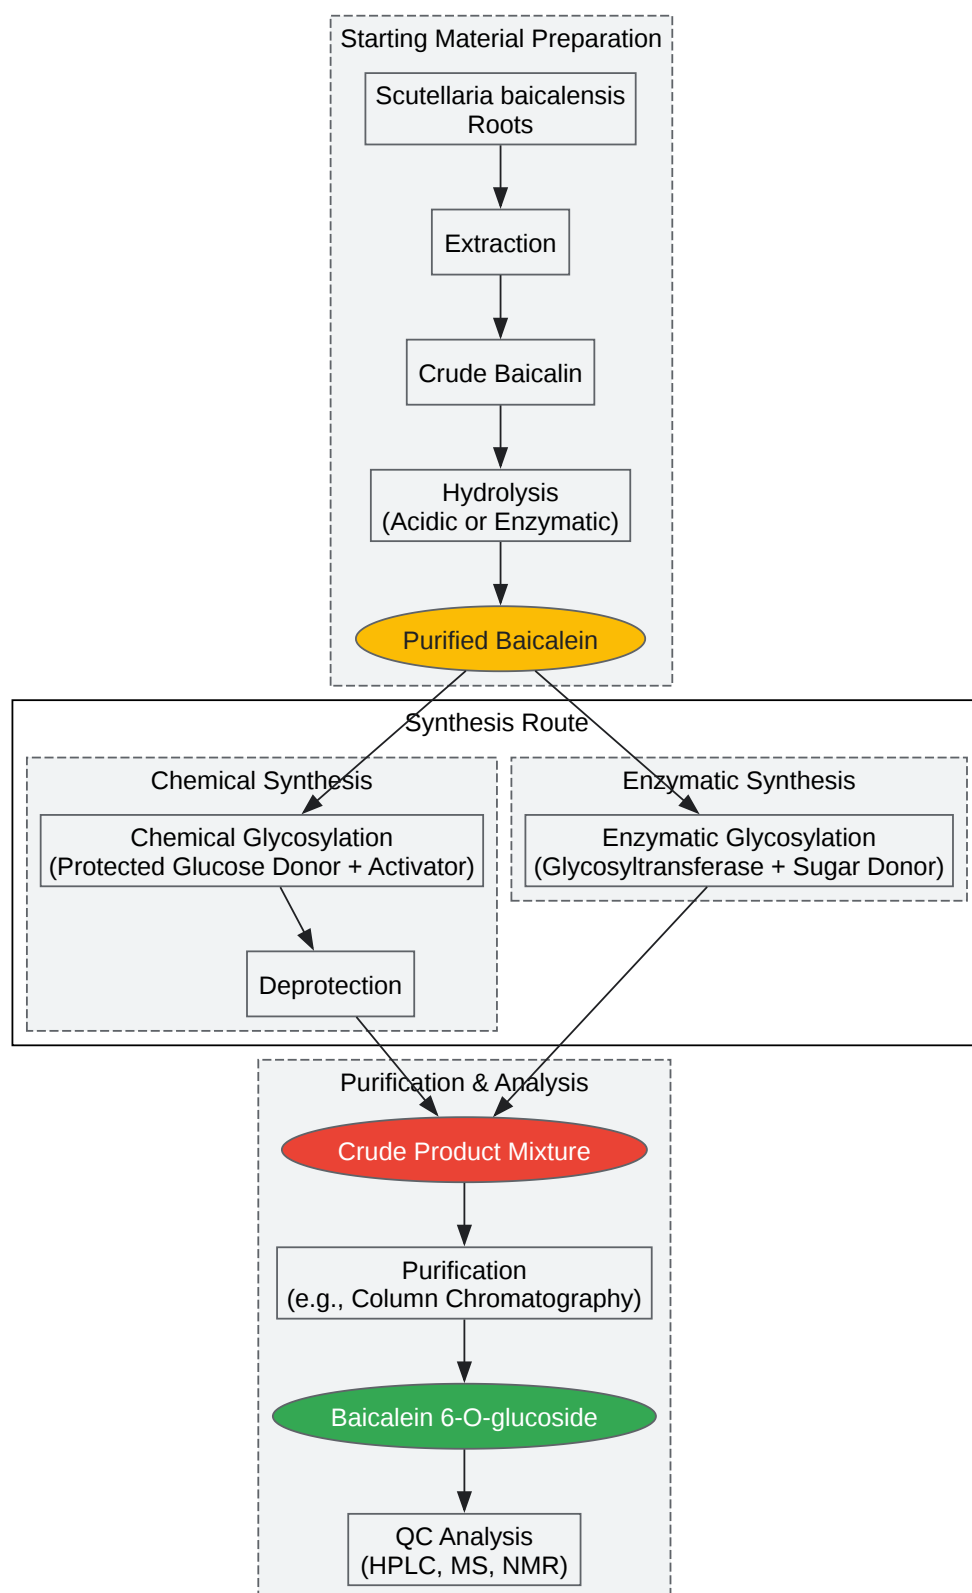 Starting Material Preparation
Scutellaria baicalensis
Roots
Extraction
Crude Baicalin
Hydrolysis
(Acidic or Enzymatic)
Purified Baicalein
Synthesis Route
Chemical Synthesis
Chemical Glycosylation
(Protected Glucose Donor + Activator)
Deprotection
Enzymatic Synthesis
Enzymatic Glycosylation
(Glycosyltransferase + Sugar Donor)
Purification & Analysis
Crude Product Mixture
Purification
(e.g., Column Chromatography)
Baicalein 6-O-glucoside
QC Analysis
(HPLC, MS, NMR)